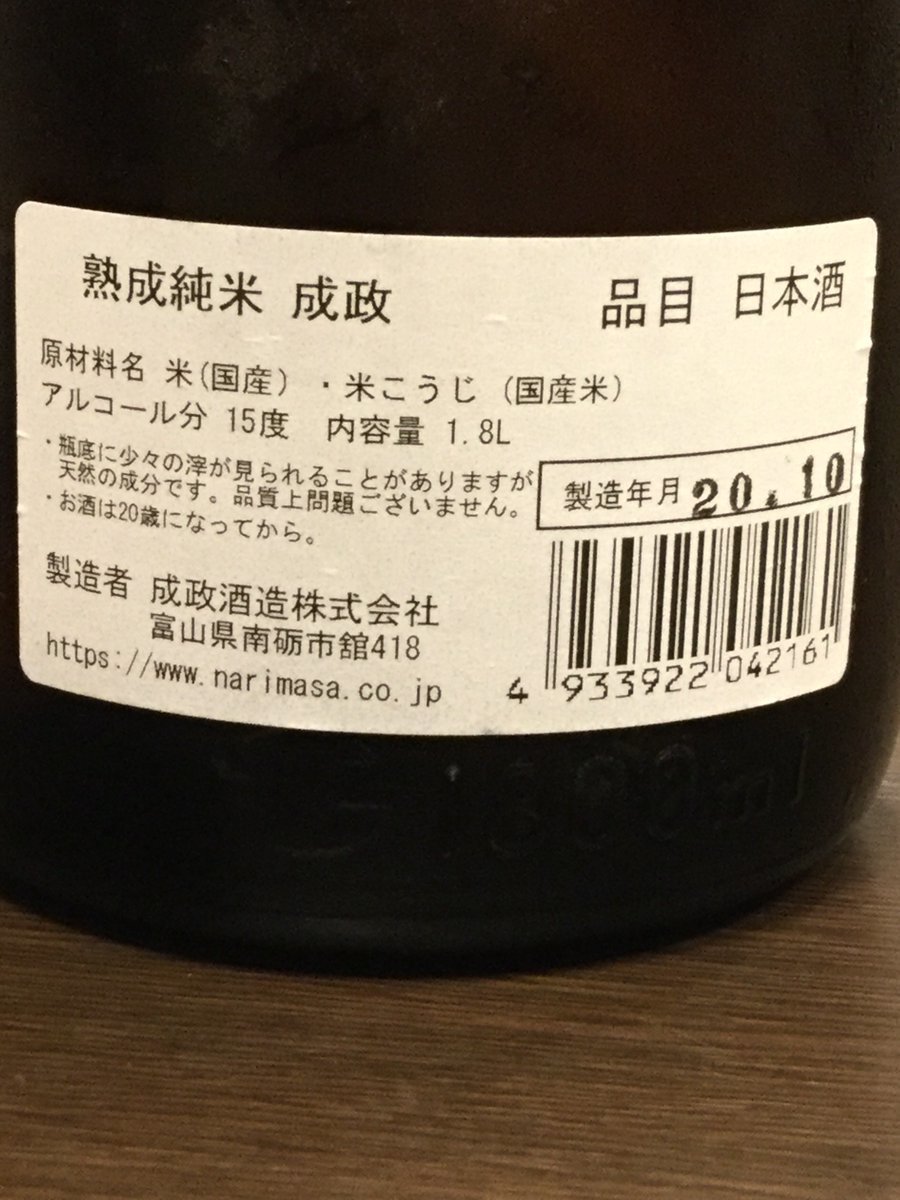 熟成純米 成政
品目 日本酒
原材料名 米(国産)・米こうじ (国産米)
アルコール分 15度 内容量 1.8L
・瓶底に少々の滓が見られることがありますが
天然の成分です。品質上問題ございません。
・お酒は20歳になってから。
製造年月 20.10
製造者 成政酒造株式会社
富山県南砺市舘418
https://www.narimasa.co.jp
4 933922 042161
1800ml